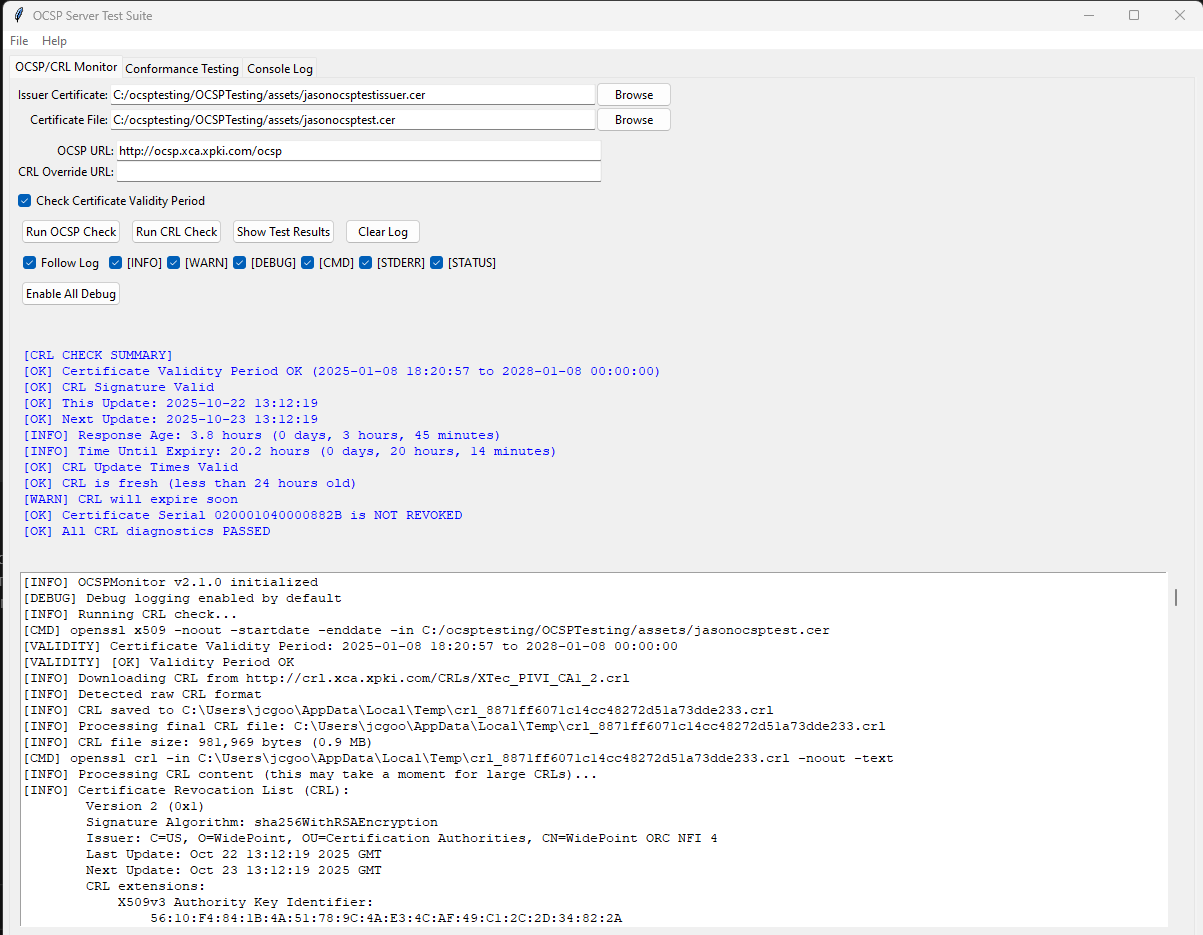 OCSP Server Test Suite
File Help
OCSP/CRL Monitor Conformance Testing Console Log
Issuer Certificate: C:/ocsptesting/OCSPTesting/assets/jasonocsptestissuer.cer Browse
Certificate File: C:/ocsptesting/OCSPTesting/assets/jasonocsptest.cer Browse
OCSP URL: http://ocsp.xca.xpki.com/ocsp
CRL Override URL:
Check Certificate Validity Period
Run OCSP Check Run CRL Check Show Test Results Clear Log
Follow Log [INFO] [WARN] [DEBUG] [CMD] [STDERR] [STATUS]
Enable All Debug
[CRL CHECK SUMMARY]
[OK] Certificate Validity Period OK (2025-01-08 18:20:57 to 2028-01-08 00:00:00)
[OK] CRL Signature Valid
[OK] This Update: 2025-10-22 13:12:19
[OK] Next Update: 2025-10-23 13:12:19
[INFO] Response Age: 3.8 hours (0 days, 3 hours, 45 minutes)
[INFO] Time Until Expiry: 20.2 hours (0 days, 20 hours, 14 minutes)
[OK] CRL Update Times Valid
[OK] CRL is fresh (less than 24 hours old)
[WARN] CRL will expire soon
[OK] Certificate Serial 020001040000882B is NOT REVOKED
[OK] All CRL diagnostics PASSED
[INFO] OCSPMonitor v2.1.0 initialized
[DEBUG] Debug logging enabled by default
[INFO] Running CRL check...
[CMD] openssl x509 -noout -startdate -enddate -in C:/ocsptesting/OCSPTesting/assets/jasonocsptest.cer
[VALIDITY] Certificate Validity Period: 2025-01-08 18:20:57 to 2028-01-08 00:00:00
[VALIDITY] [OK] Validity Period OK
[INFO] Downloading CRL from http://crl.xca.xpki.com/CRLs/XTec_PIVI_CA1_2.crl
[INFO] Detected raw CRL format
[INFO] CRL saved to C:\Users\jcgoo\AppData\Local\Temp\crl_8871ff6071c14cc48272d51a73dde233.crl
[INFO] Processing final CRL file: C:\Users\jcgoo\AppData\Local\Temp\crl_8871ff6071c14cc48272d51a73dde233.crl
[INFO] CRL file size: 981,969 bytes (0.9 MB)
[CMD] openssl crl -in C:\Users\jcgoo\AppData\Local\Temp\crl_8871ff6071c14cc48272d51a73dde233.crl -noout -text
[INFO] Processing CRL content (this may take a moment for large CRLs)...
[INFO] Certificate Revocation List (CRL):
Version 2 (0x1)
Signature Algorithm: sha256WithRSAEncryption
Issuer: C=US, O=WidePoint, OU=Certification Authorities, CN=WidePoint ORC NFI 4
Last Update: Oct 22 13:12:19 2025 GMT
Next Update: Oct 23 13:12:19 2025 GMT
CRL extensions:
X509v3 Authority Key Identifier:
56:10:F4:84:1B:4A:51:78:9C:4A:E3:4C:AF:49:C1:2C:2D:34:82:2A